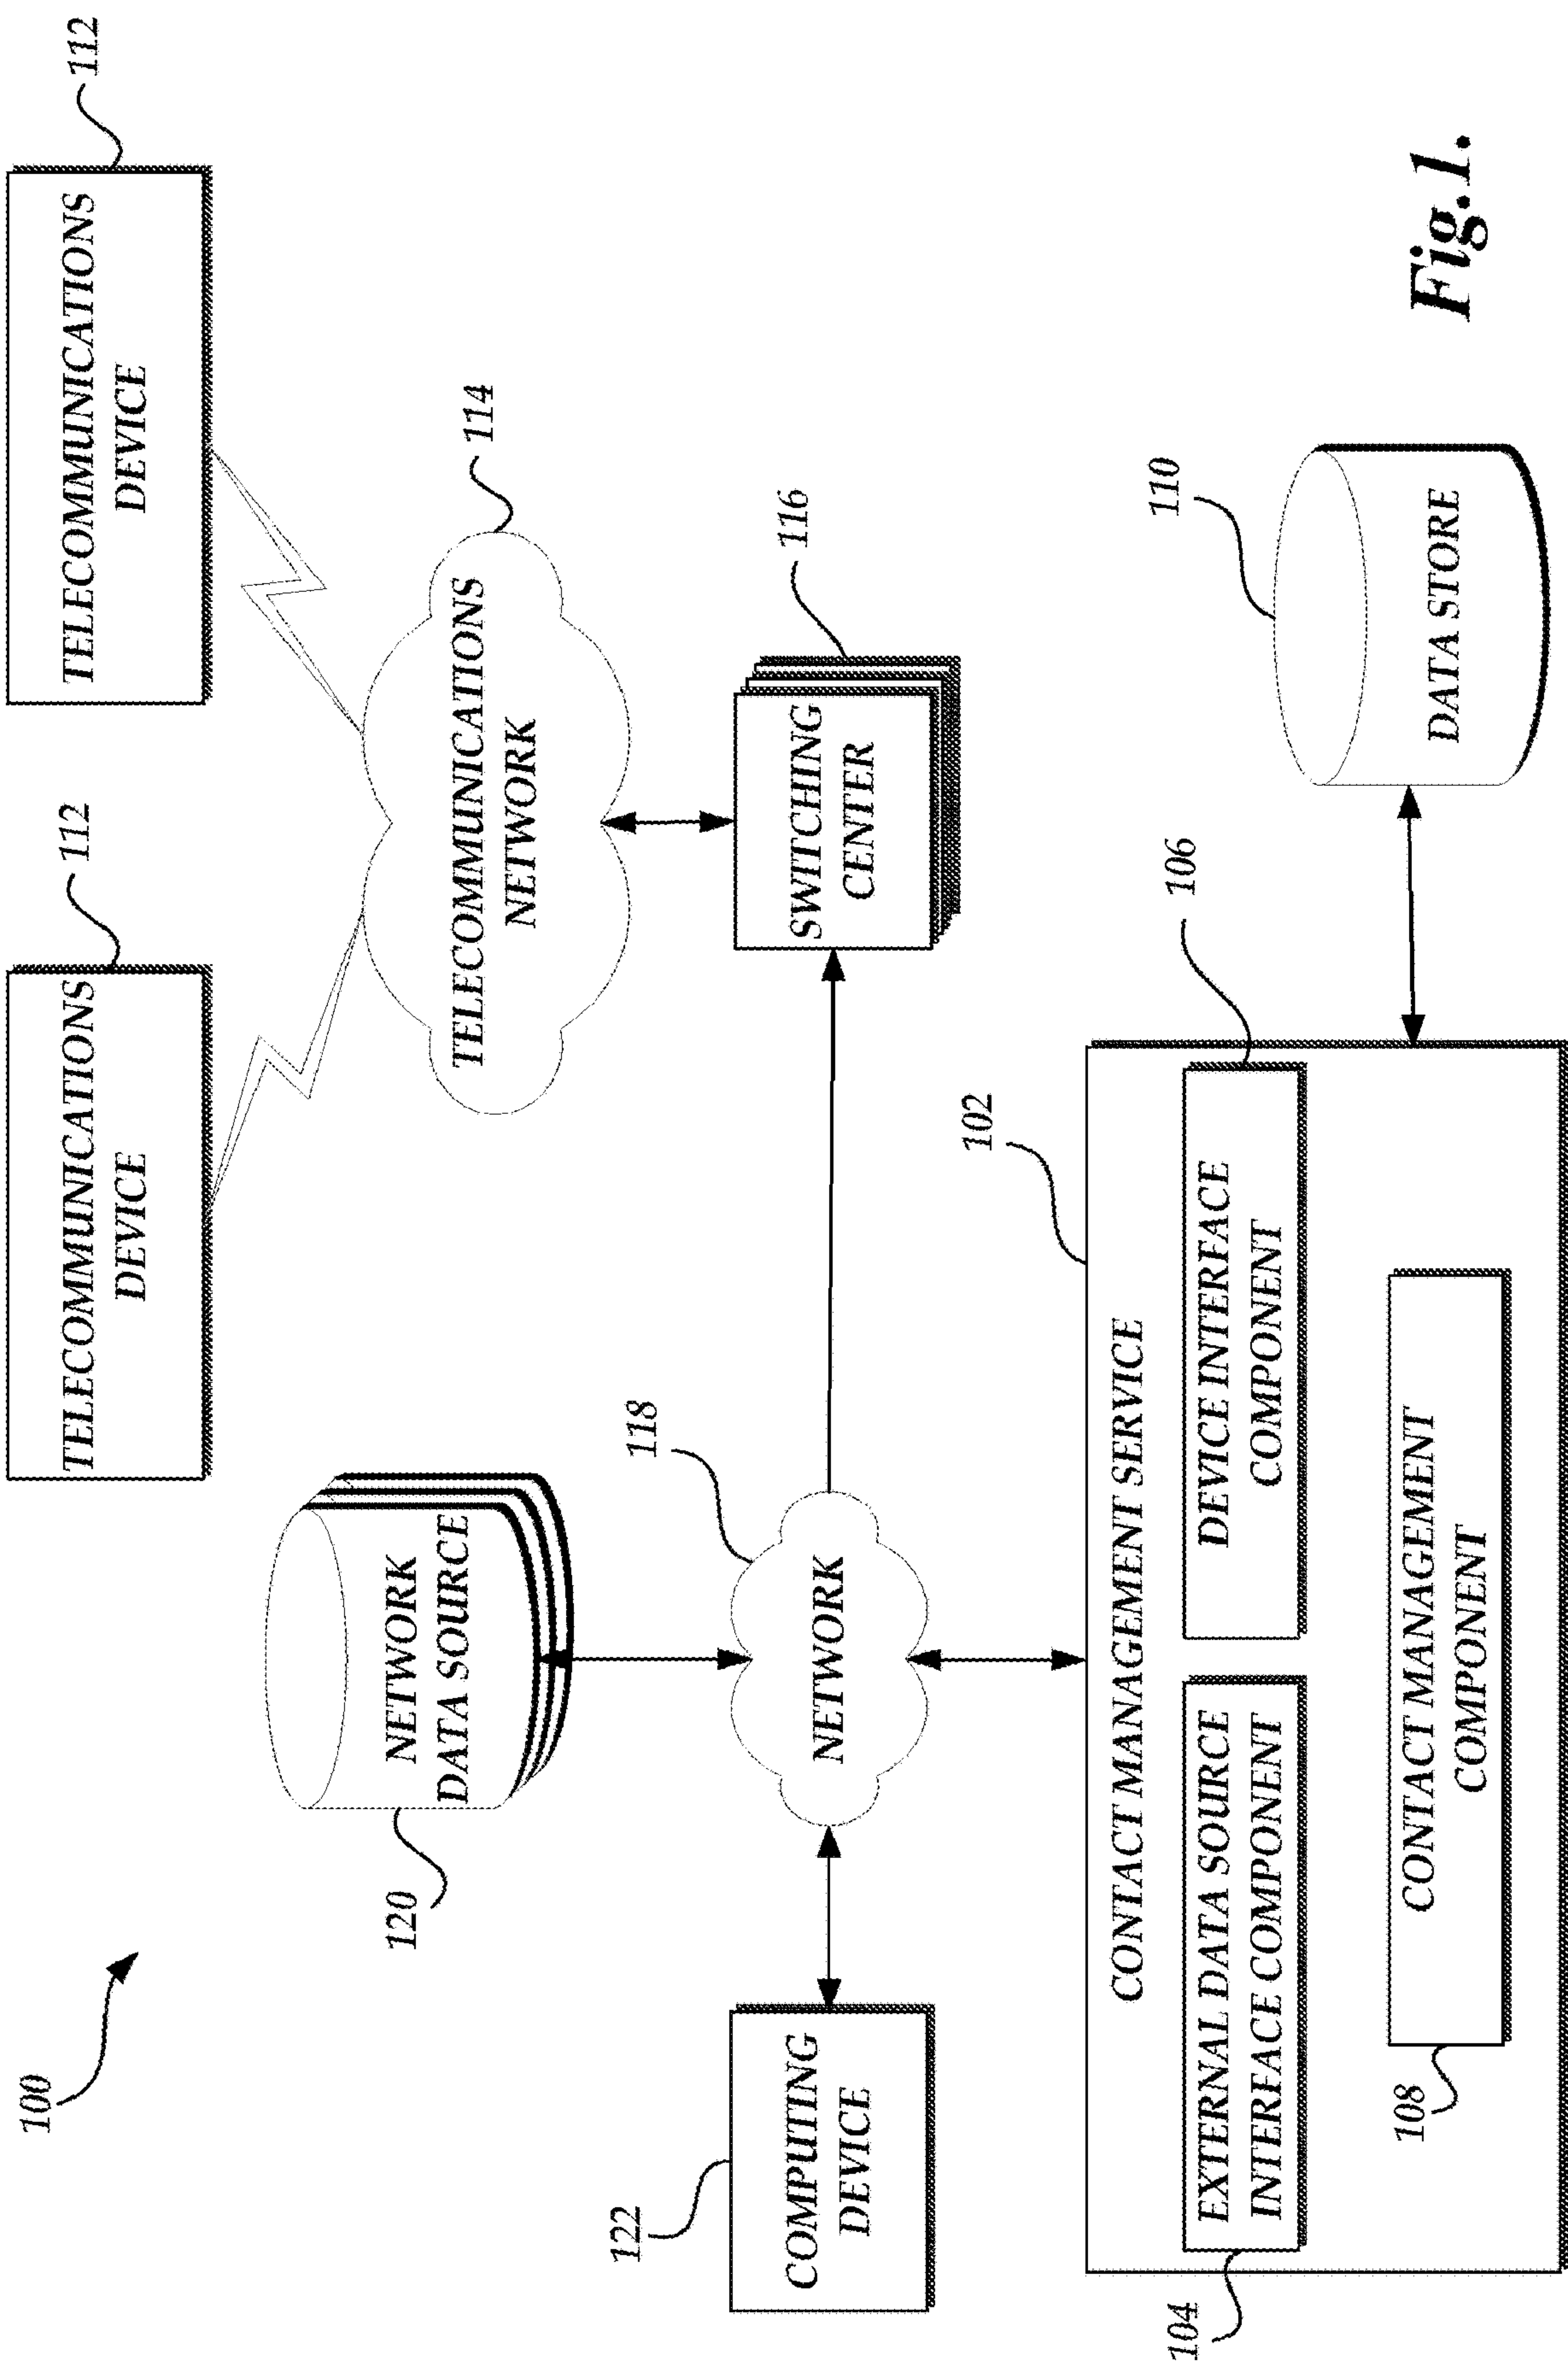 100
112
112
TELECOMMUNICATIONS
DEVICE
TELECOMMUNICATIONS
DEVICE
120
NETWORK
DATA SOURCE
114
TELECOMMUNICATIONS
NETWORK
122
COMPUTING
DEVICE
118
NETWORK
116
SWITCHING
CENTER
102
CONTACT MANAGEMENT SERVICE
104
EXTERNAL DATA SOURCE
INTERFACE COMPONENT
106
DEVICE INTERFACE
COMPONENT
108
CONTACT MANAGEMENT
COMPONENT
110
DATA STORE
Fig.1.